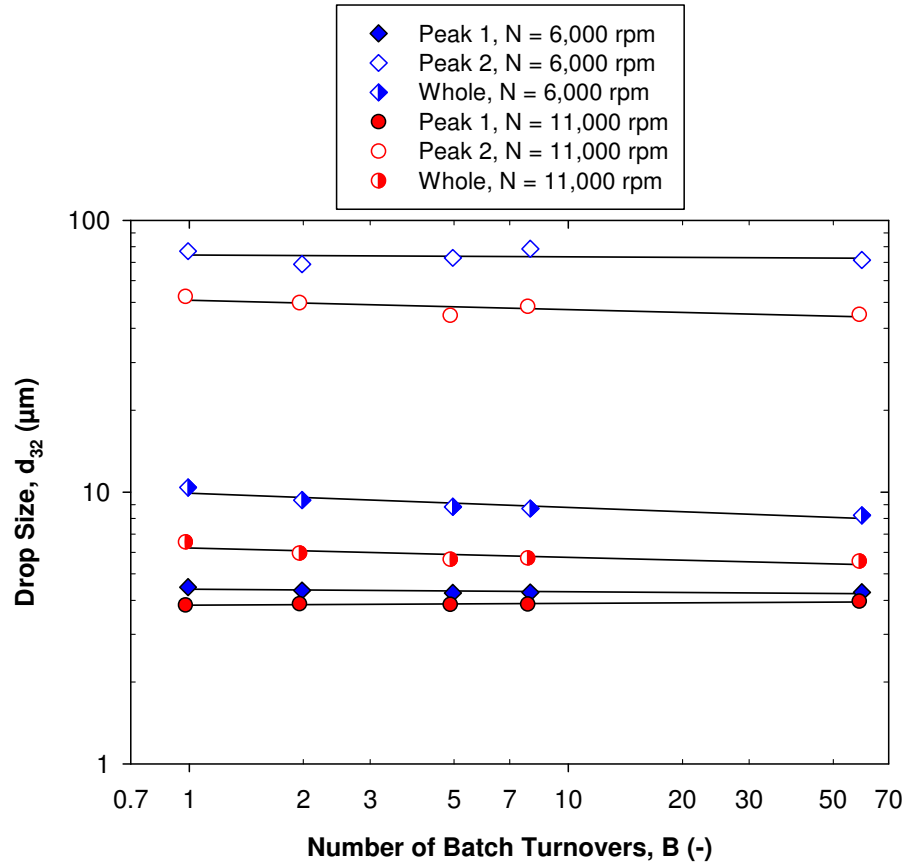 Peak 1, N = 6,000 rpm
Peak 2, N = 6,000 rpm
Whole, N = 6,000 rpm
Peak 1, N = 11,000 rpm
Peak 2, N = 11,000 rpm
Whole, N = 11,000 rpm
100
10
1
Drop Size, d32 (µm)
0.7 1 2 3 5 7 10 20 30 50 70
Number of Batch Turnovers, B (-)